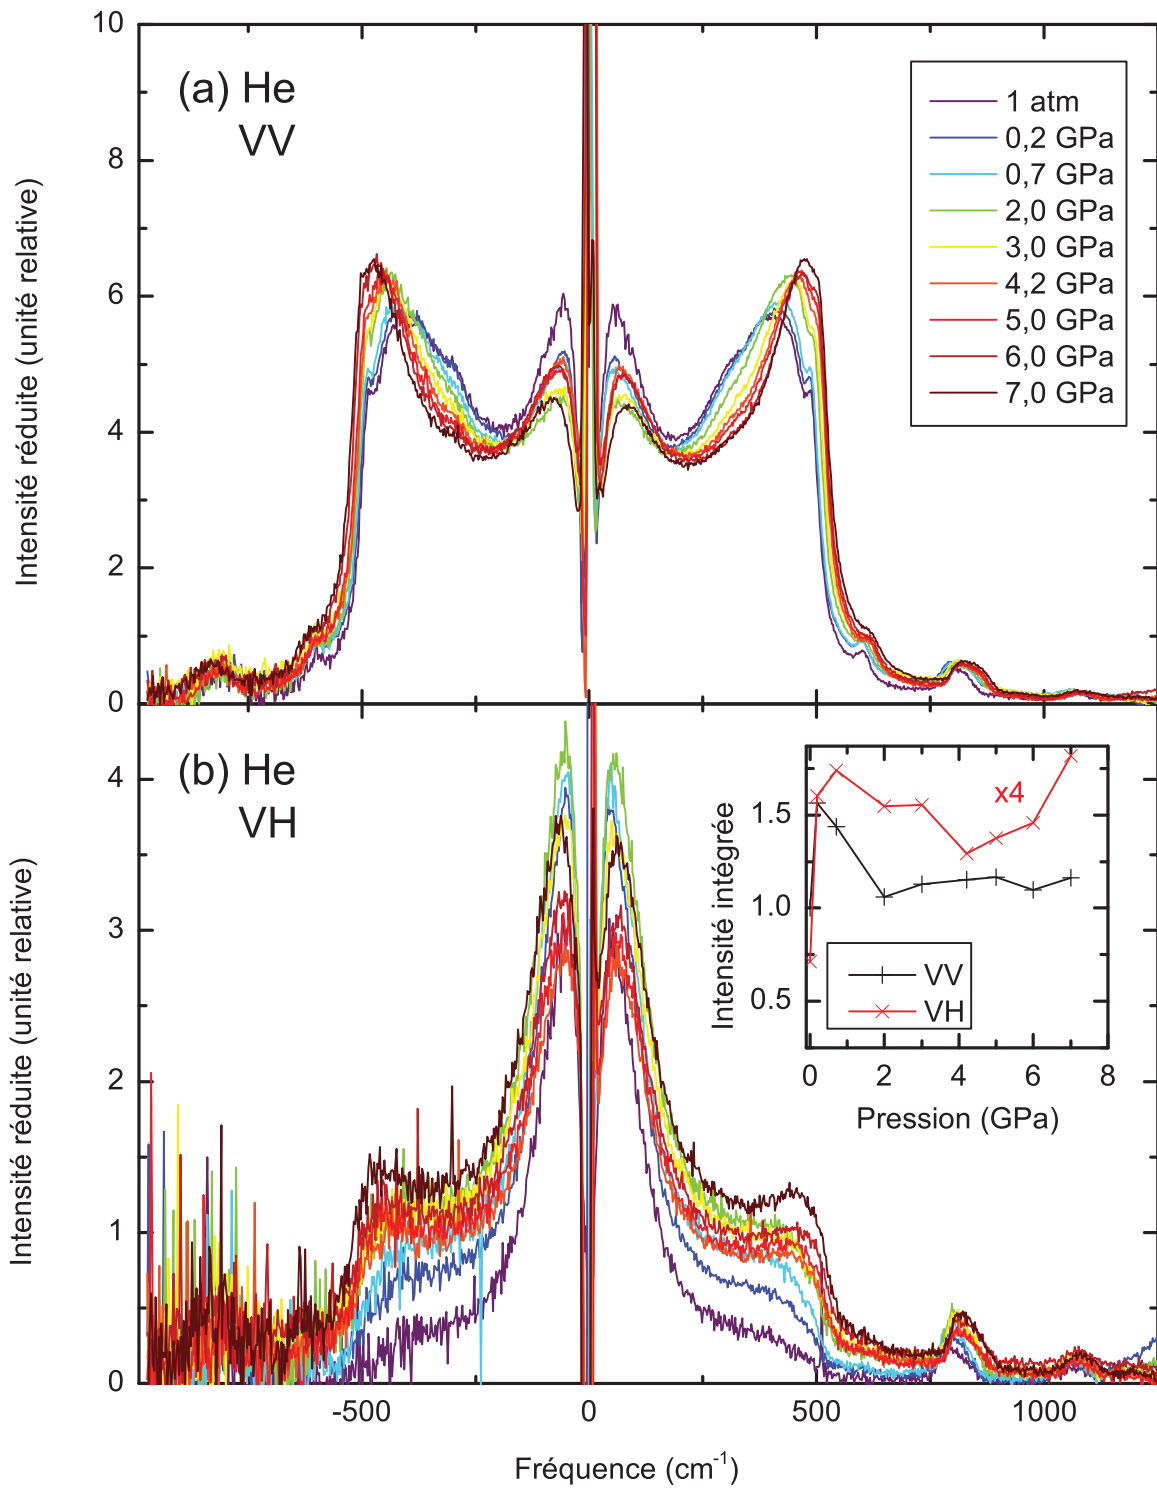 10
8
6
4
2
0
Intensité réduite (unité relative)
(a) He
VV
1 atm
0,2 GPa
0,7 GPa
2,0 GPa
3,0 GPa
4,2 GPa
5,0 GPa
6,0 GPa
7,0 GPa
4
3
2
1
0
Intensité réduite (unité relative)
(b) He
VH
1.5
1.0
0.5
Intensité intégrée
x4
VV
VH
0 2 4 6 8
Pression (GPa)
-500 0 500 1000
Fréquence (cm⁻¹)